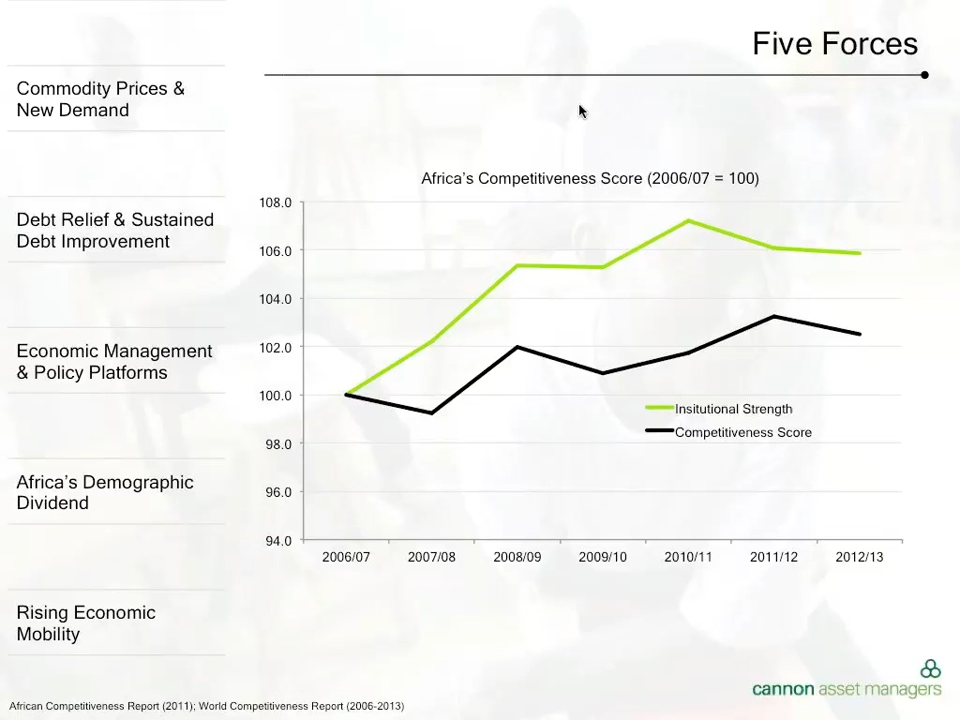 Five Forces
Commodity Prices &
New Demand
Debt Relief & Sustained
Debt Improvement
Economic Management
& Policy Platforms
Africa's Demographic
Dividend
Rising Economic
Mobility
Africa's Competitiveness Score (2006/07 = 100)
108.0
106.0
104.0
102.0
100.0
98.0
96.0
94.0
Insitutional Strength
Competitiveness Score
2006/07 2007/08 2008/09 2009/10 2010/11 2011/12 2012/13
cannon asset managers
African Competitiveness Report (2011); World Competitiveness Report (2006-2013)